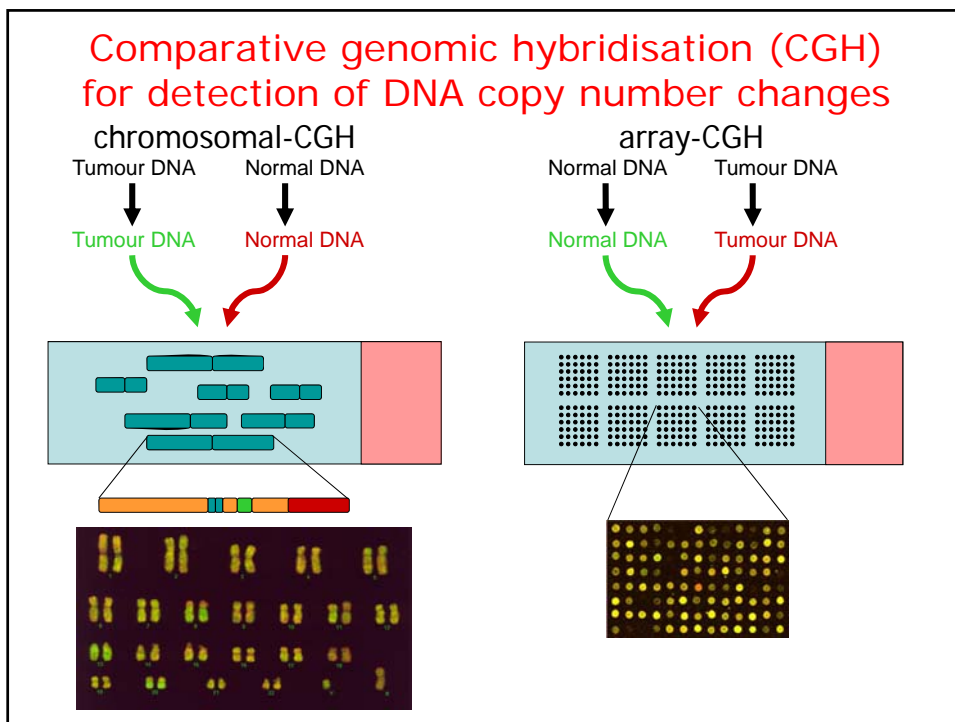 Comparative genomic hybridisation (CGH)
for detection of DNA copy number changes
chromosomal-CGH
Tumour DNA Normal DNA
Tumour DNA Normal DNA
array-CGH
Normal DNA Tumour DNA
Normal DNA Tumour DNA